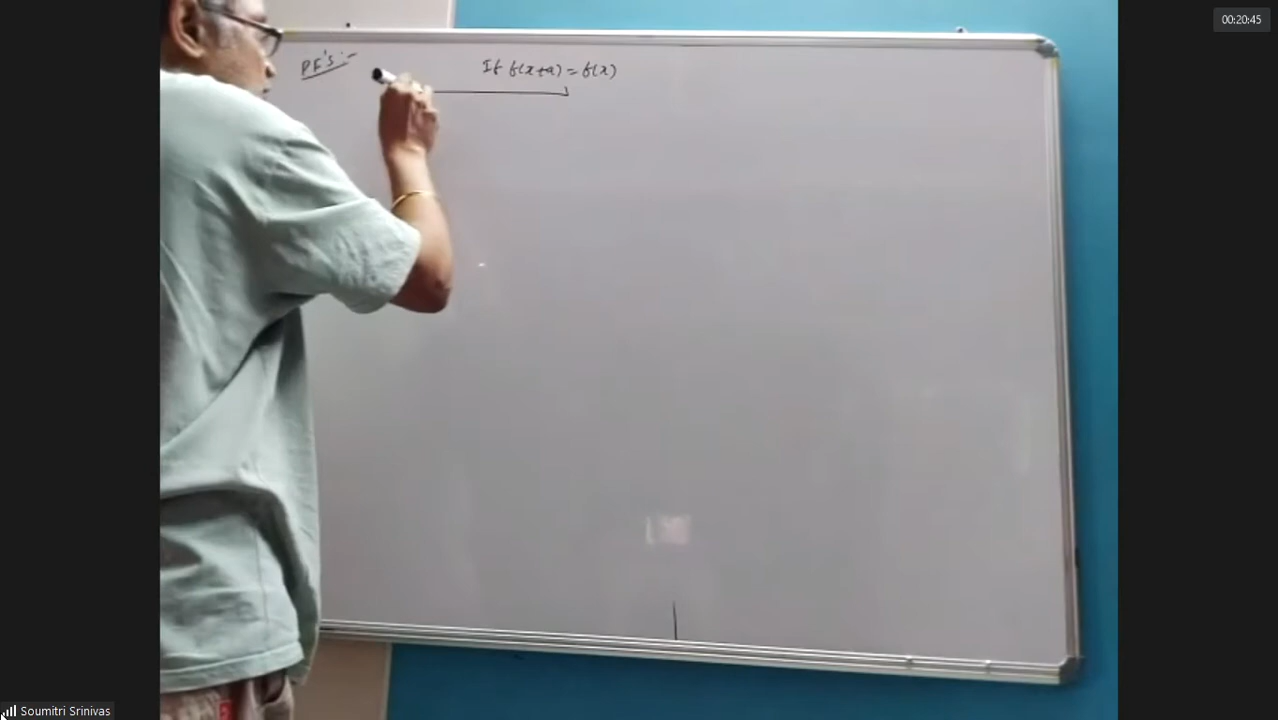 00:20:45
PF's :- If f(x+a) = f(x)
Soumitri Srinivas